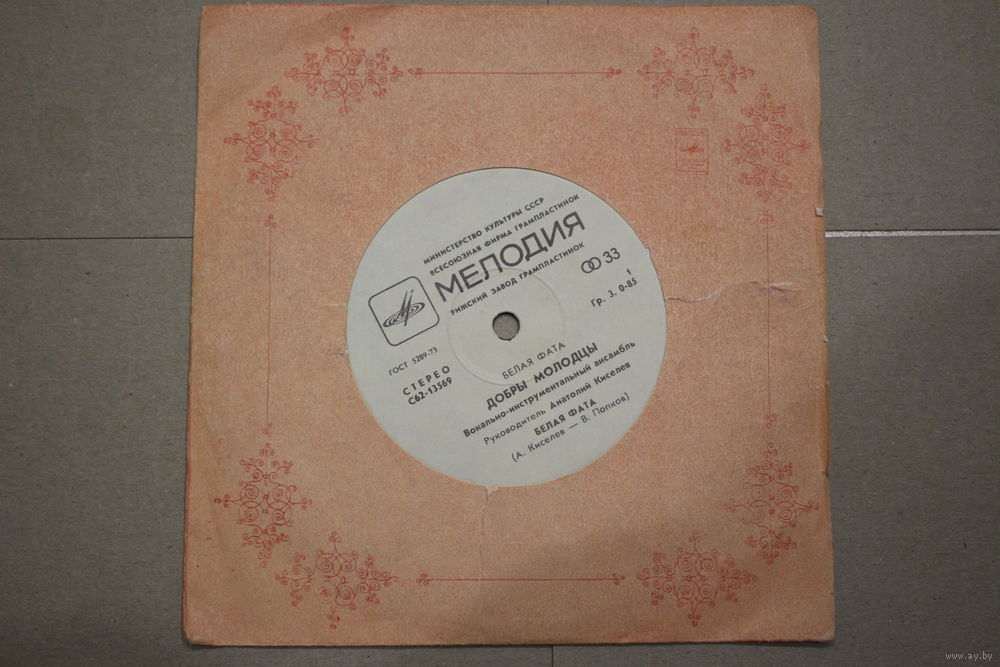 МИНИСТЕРСТВО КУЛЬТУРЫ СССР
ВСЕСОЮЗНАЯ ФИРМА ГРАМПЛАСТИНОК
МЕЛОДИЯ
РИЖСКИЙ ЗАВОД ГРАМПЛАСТИНОК
33
1
Гр. 3. 0-85
ГОСТ 5289-73
СТЕРЕО
С62-13569
БЕЛАЯ ФАТА
ДОБРЫ МОЛОДЦЫ
Вокально-инструментальный ансамбль
Руководитель Анатолий Киселев
БЕЛАЯ ФАТА
(А. Киселев — В. Попков)
www.ay.by